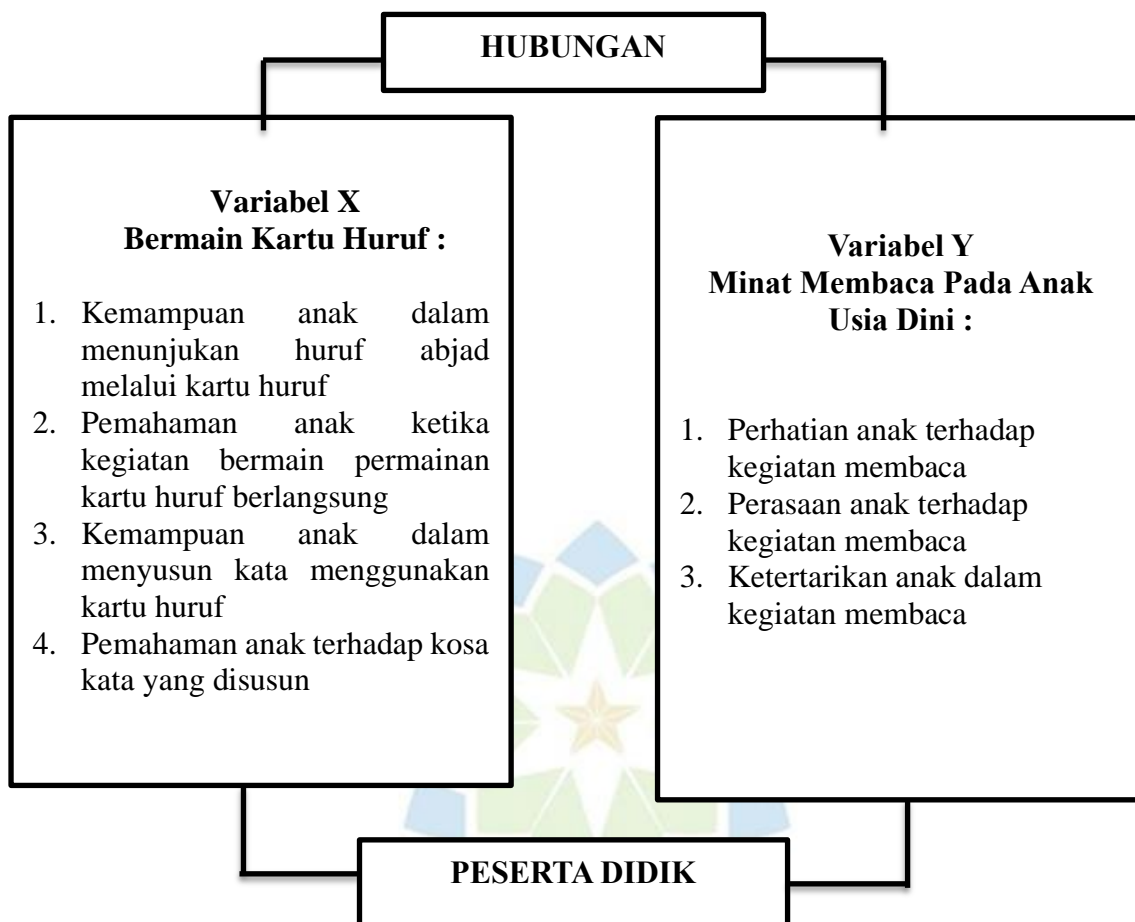 HUBUNGAN
Variabel X
Bermain Kartu Huruf :
1. Kemampuan anak dalam
menunjukan huruf abjad
melalui kartu huruf
2. Pemahaman anak ketika
kegiatan bermain permainan
kartu huruf berlangsung
3. Kemampuan anak dalam
menyusun kata menggunakan
kartu huruf
4. Pemahaman anak terhadap kosa
kata yang disusun
Variabel Y
Minat Membaca Pada Anak
Usia Dini :
1. Perhatian anak terhadap
kegiatan membaca
2. Perasaan anak terhadap
kegiatan membaca
3. Ketertarikan anak dalam
kegiatan membaca
PESERTA DIDIK